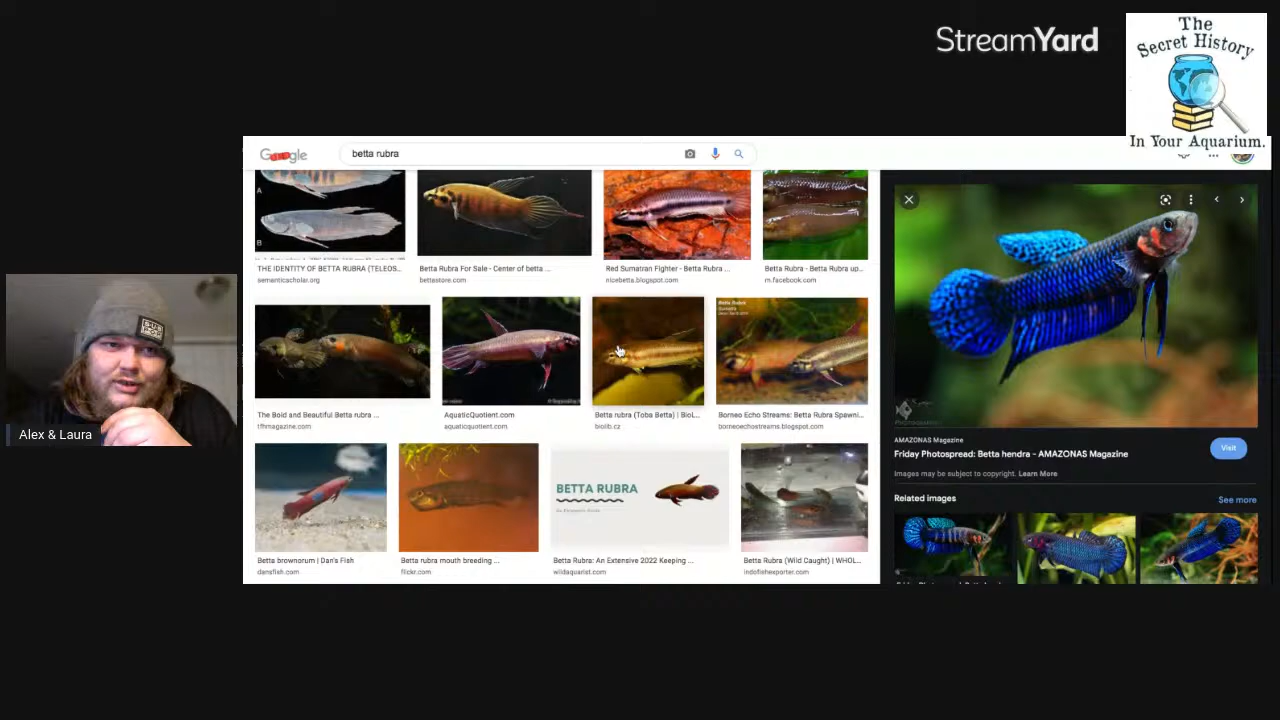 StreamYard
The
Secret History
In Your Aquarium.
Google
betta rubra
A
B
THE IDENTITY OF BETTA RUBRA (TELEOS...
semanticscholar.org
Betta Rubra For Sale - Center of betta ...
bettastore.com
Red Sumatran Fighter - Betta Rubra ...
nicebetta.blogspot.com
Betta Rubra - Betta Rubra up...
m.facebook.com
Betta Rubra
The Bold and Beautiful Betta rubra ...
tfhmagazine.com
AquaticQuotient.com
aquaticquotient.com
Betta rubra (Toba Betta) | BioL...
biolib.cz
Borneo Echo Streams: Betta Rubra Spawni...
borneoechostreams.blogspot.com
AMAZONAS Magazine
Friday Photospread: Betta hendra - AMAZONAS Magazine
Visit
Images may be subject to copyright. Learn More
Related images
See more
Alex & Laura
BETTA RUBRA
Betta brownorum | Dan's Fish
dansfish.com
Betta rubra mouth breeding ...
flickr.com
Betta Rubra: An Extensive 2022 Keeping ...
wildaquarist.com
Betta Rubra (Wild Caught) | WHOL...
indofishexporter.com